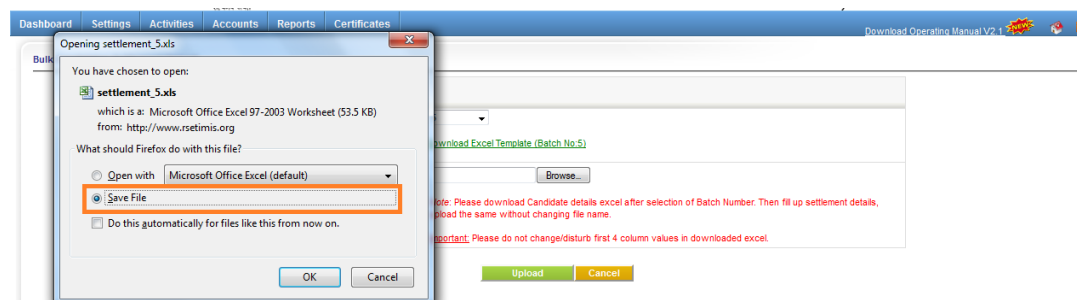 Dashboard Settings Activities Accounts Reports Certificates
Download Operating Manual V2.1 NEW
Opening settlement_5.xls
Bulk
You have chosen to open:
settlement_5.xls
which is a: Microsoft Office Excel 97-2003 Worksheet (53.5 KB)
from: http://www.rsetimis.org
What should Firefox do with this file?
Open with Microsoft Office Excel (default)
Save File
Do this automatically for files like this from now on.
OK Cancel
ownload Excel Template (Batch No:5)
Browse...
ote: Please download Candidate details excel after selection of Batch Number. Then fill up settlement details,
pload the same without changing file name.
portant: Please do not change/disturb first 4 column values in downloaded excel.
Upload Cancel